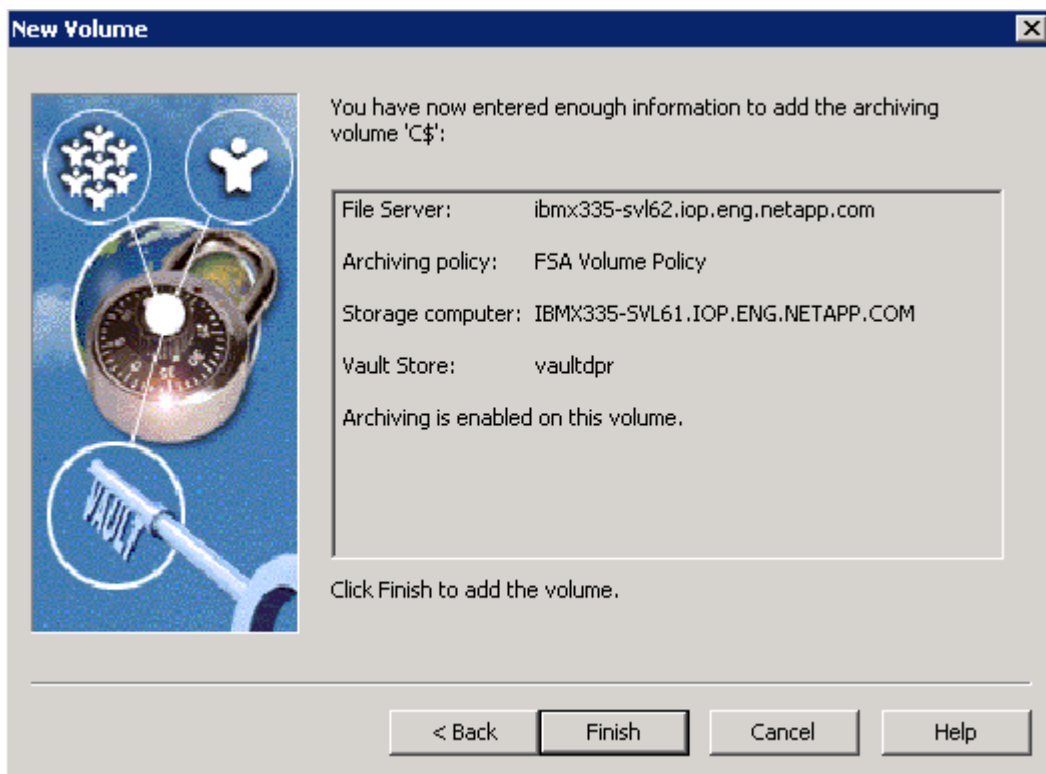 New Volume
You have now entered enough information to add the archiving
volume 'C$':
File Server: ibmx335-svl62.iop.eng.netapp.com
Archiving policy: FSA Volume Policy
Storage computer: IBMX335-SVL61.IOP.ENG.NETAPP.COM
Vault Store: vaultdpr
Archiving is enabled on this volume.
VAULT
Click Finish to add the volume.
< Back Finish Cancel Help